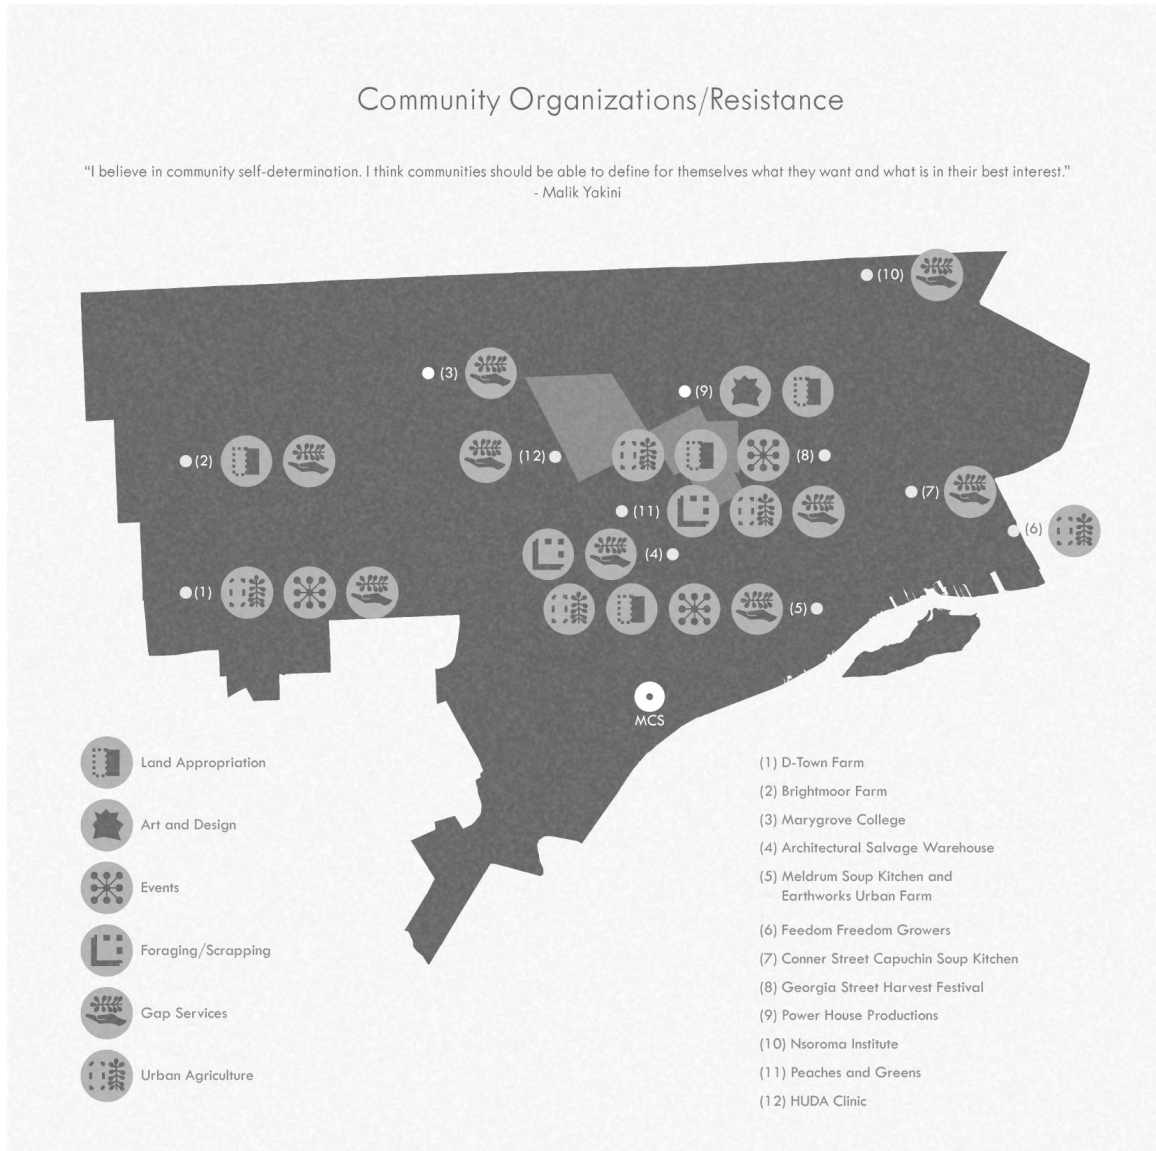 Community Organizations/Resistance
“I believe in community self-determination. I think communities should be able to define for themselves what they want and what is in their best interest.”
- Malik Yakini
(10)
(3)
(9)
(2)
(12)
(8)
(7)
(11)
(6)
(4)
(1)
(5)
MCS
Land Appropriation
Art and Design
Events
Foraging/Scrapping
Gap Services
Urban Agriculture
(1) D-Town Farm
(2) Brightmoor Farm
(3) Marygrove College
(4) Architectural Salvage Warehouse
(5) Meldrum Soup Kitchen and
Earthworks Urban Farm
(6) Feedom Freedom Growers
(7) Conner Street Capuchin Soup Kitchen
(8) Georgia Street Harvest Festival
(9) Power House Productions
(10) Nsoroma Institute
(11) Peaches and Greens
(12) HUDA Clinic